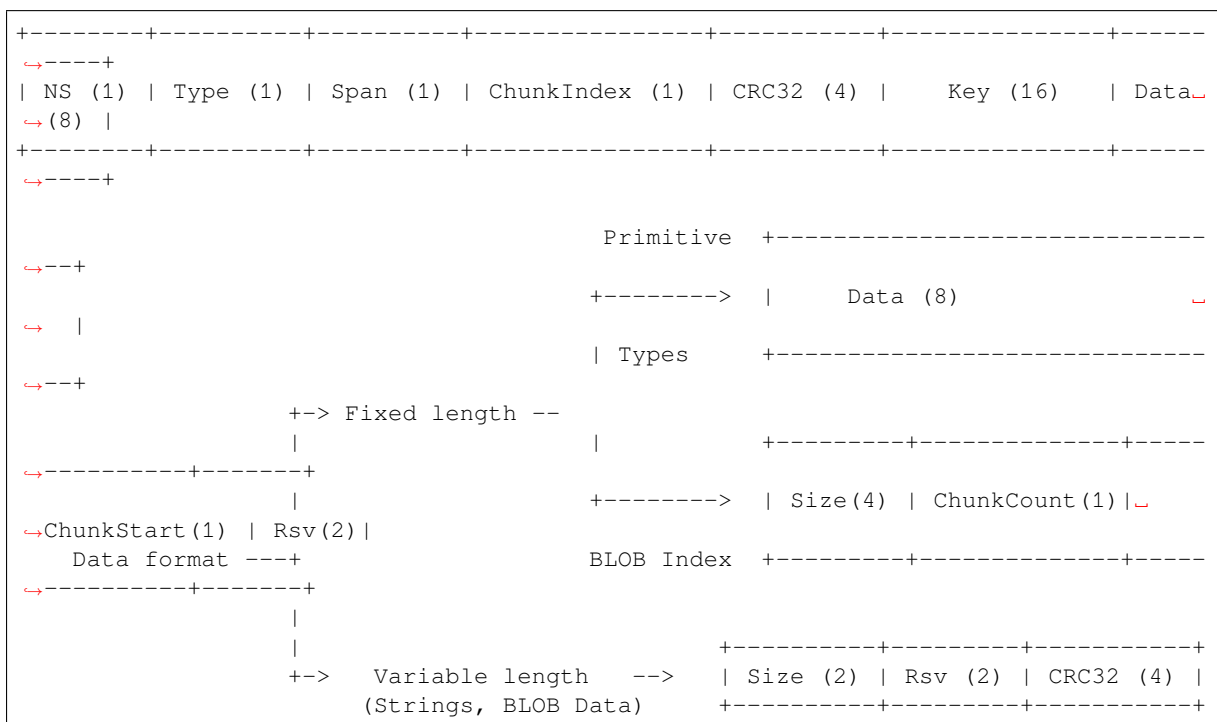 +--------+----------+----------+----------------+-----------+---------------+------
↪----+
| NS (1) | Type (1) | Span (1) | ChunkIndex (1) | CRC32 (4) |    Key (16)   | Data␣
↪(8) |
+--------+----------+----------+----------------+-----------+---------------+------
↪----+

                                         Primitive  +------------------------------
↪--+
                                        +-------->  |     Data (8)                ␣
↪  |
                                        | Types     +------------------------------
↪--+
                   +-> Fixed length --
                   |                    |           +---------+--------------+-----
↪----------+-------+
                   |                    +-------->  | Size(4) | ChunkCount(1)|␣
↪ChunkStart(1) | Rsv(2)|
    Data format ---+                    BLOB Index  +---------+--------------+-----
↪----------+-------+
                   |
                   |                             +----------+---------+-----------+
                   +->   Variable length   -->   | Size (2) | Rsv (2) | CRC32 (4) |
                        (Strings, BLOB Data)     +----------+---------+-----------+